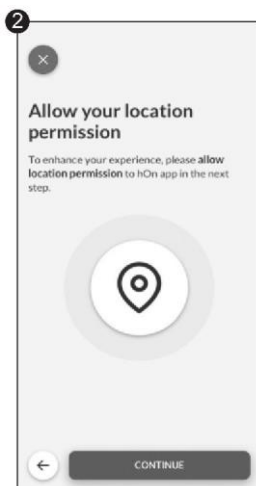 2
Allow your location
permission
To enhance your experience, please allow
location permission to hOn app in the next
step.
CONTINUE